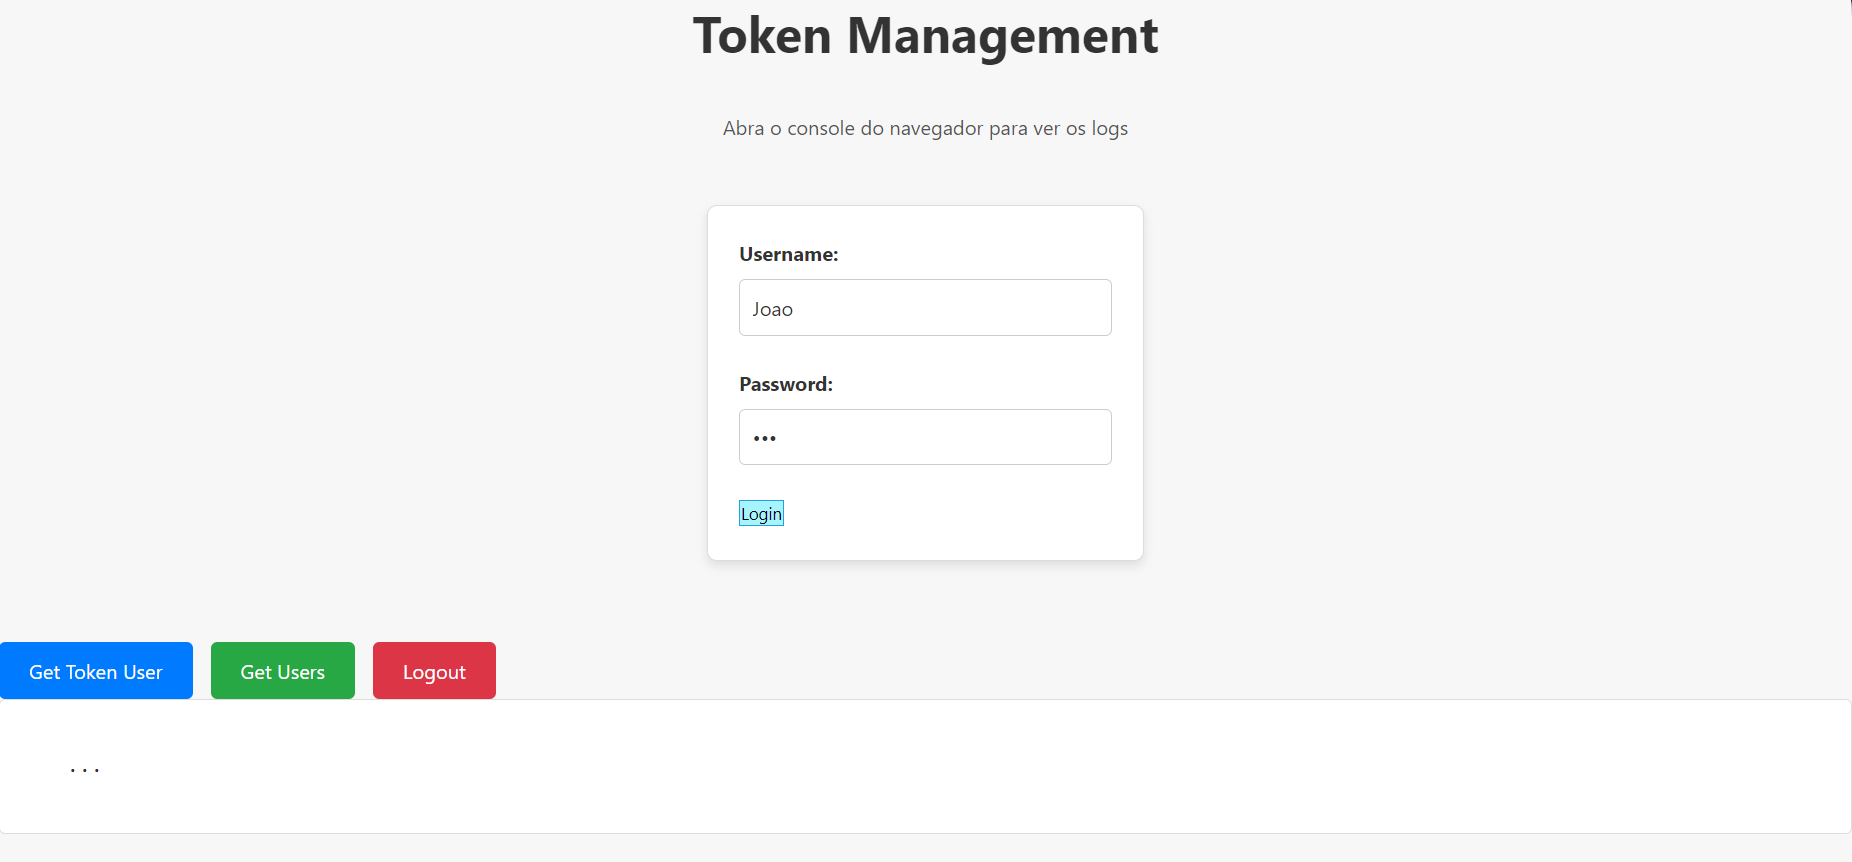 Token Management
Abra o console do navegador para ver os logs
Username:
Joao
Password:
•••
Login
Get Token User Get Users Logout
...